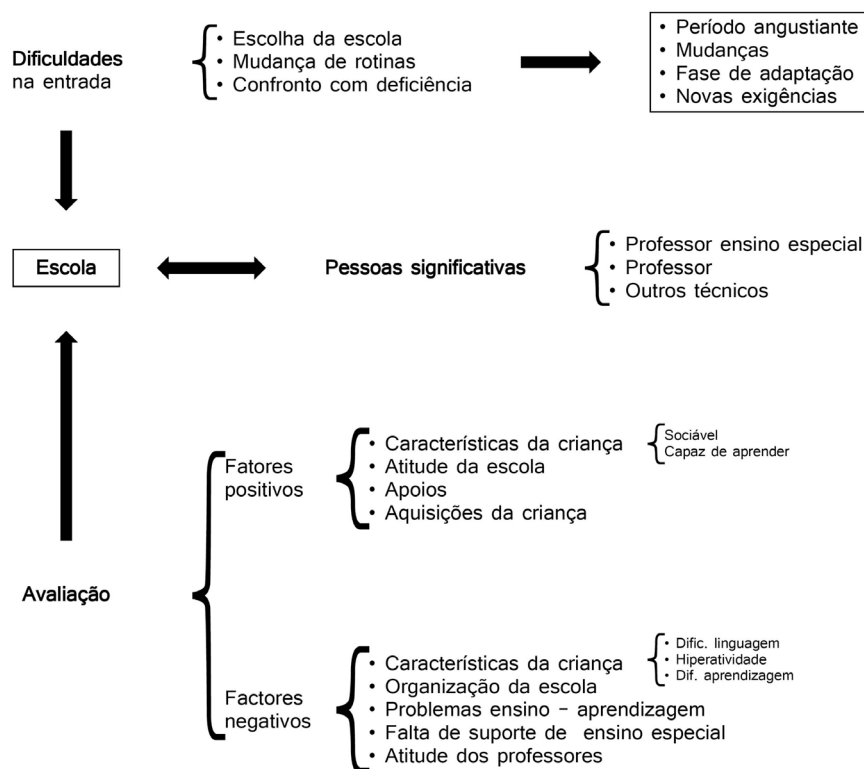 Dificuldades
na entrada
• Escolha da escola
• Mudança de rotinas
• Confronto com deficiência
• Período angustiante
• Mudanças
• Fase de adaptação
• Novas exigências
Escola
Pessoas significativas
• Professor ensino especial
• Professor
• Outros técnicos
Avaliação
Fatores
positivos
• Características da criança
• Atitude da escola
• Apoios
• Aquisições da criança
Sociável
Capaz de aprender
Factores
negativos
• Características da criança
• Organização da escola
• Problemas ensino – aprendizagem
• Falta de suporte de ensino especial
• Atitude dos professores
• Dific. linguagem
• Hiperatividade
• Dif. aprendizagem